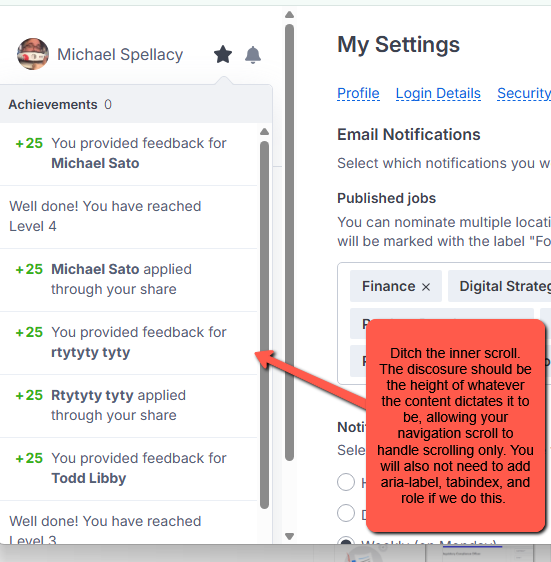 Michael Spellacy
Achievements 0
+25 You provided feedback for
Michael Sato
Well done! You have reached
Level 4
+25 Michael Sato applied
through your share
+25 You provided feedback for
rtytyty tyty
+25 Rtytyty tyty applied
through your share
+25 You provided feedback for
Todd Libby
Well done! You have reached
Level 3
My Settings
Profile Login Details Security
Email Notifications
Select which notifications you w
Published jobs
You can nominate multiple locati
will be marked with the label "Fo
Finance × Digital Strateg
Ditch the inner scroll.
The discosure should be
the height of whatever
the content dictates it to
be, allowing your
navigation scroll to
handle scrolling only. You
will also not need to add
aria-label, tabindex, and
role if we do this.
Noti
Sele
Weekly (on Monday)